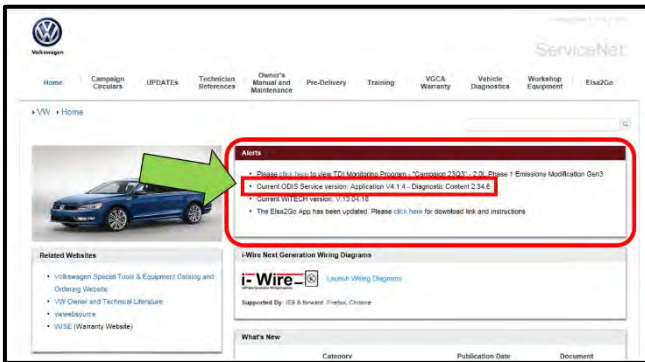 Volkswagen
ServiceNet
Home
Campaign Circulars
UPDATEs
Technician References
Owner's Manual and Maintenance
Pre-Delivery
Training
VGCA Warranty
Vehicle Diagnostics
Workshop Equipment
Elsa2Go
VW Home
Alerts
Please click here to view TDI Monitoring Program - "Campaign 23Q3" - 2.0L Phase 1 Emissions Modification Gen3
Current ODIS Service version: Application V4.1.4 - Diagnostic Content 2.34.6
Current WiTECH version: V.13.04.18
The Elsa2Go App has been updated. Please click here for download link and instructions
Related Websites
Volkswagen Special Tools & Equipment Catalog and
Ordering Website
VW Owner and Technical Literature
vwwebsource
WISE (Warranty Website)
i-Wire Next Generation Wiring Diagrams
i-Wire
Launch Wiring Diagrams
Supported By: IE8 & forward, Firefox, Chrome
What's New
Category
Publication Date
Document